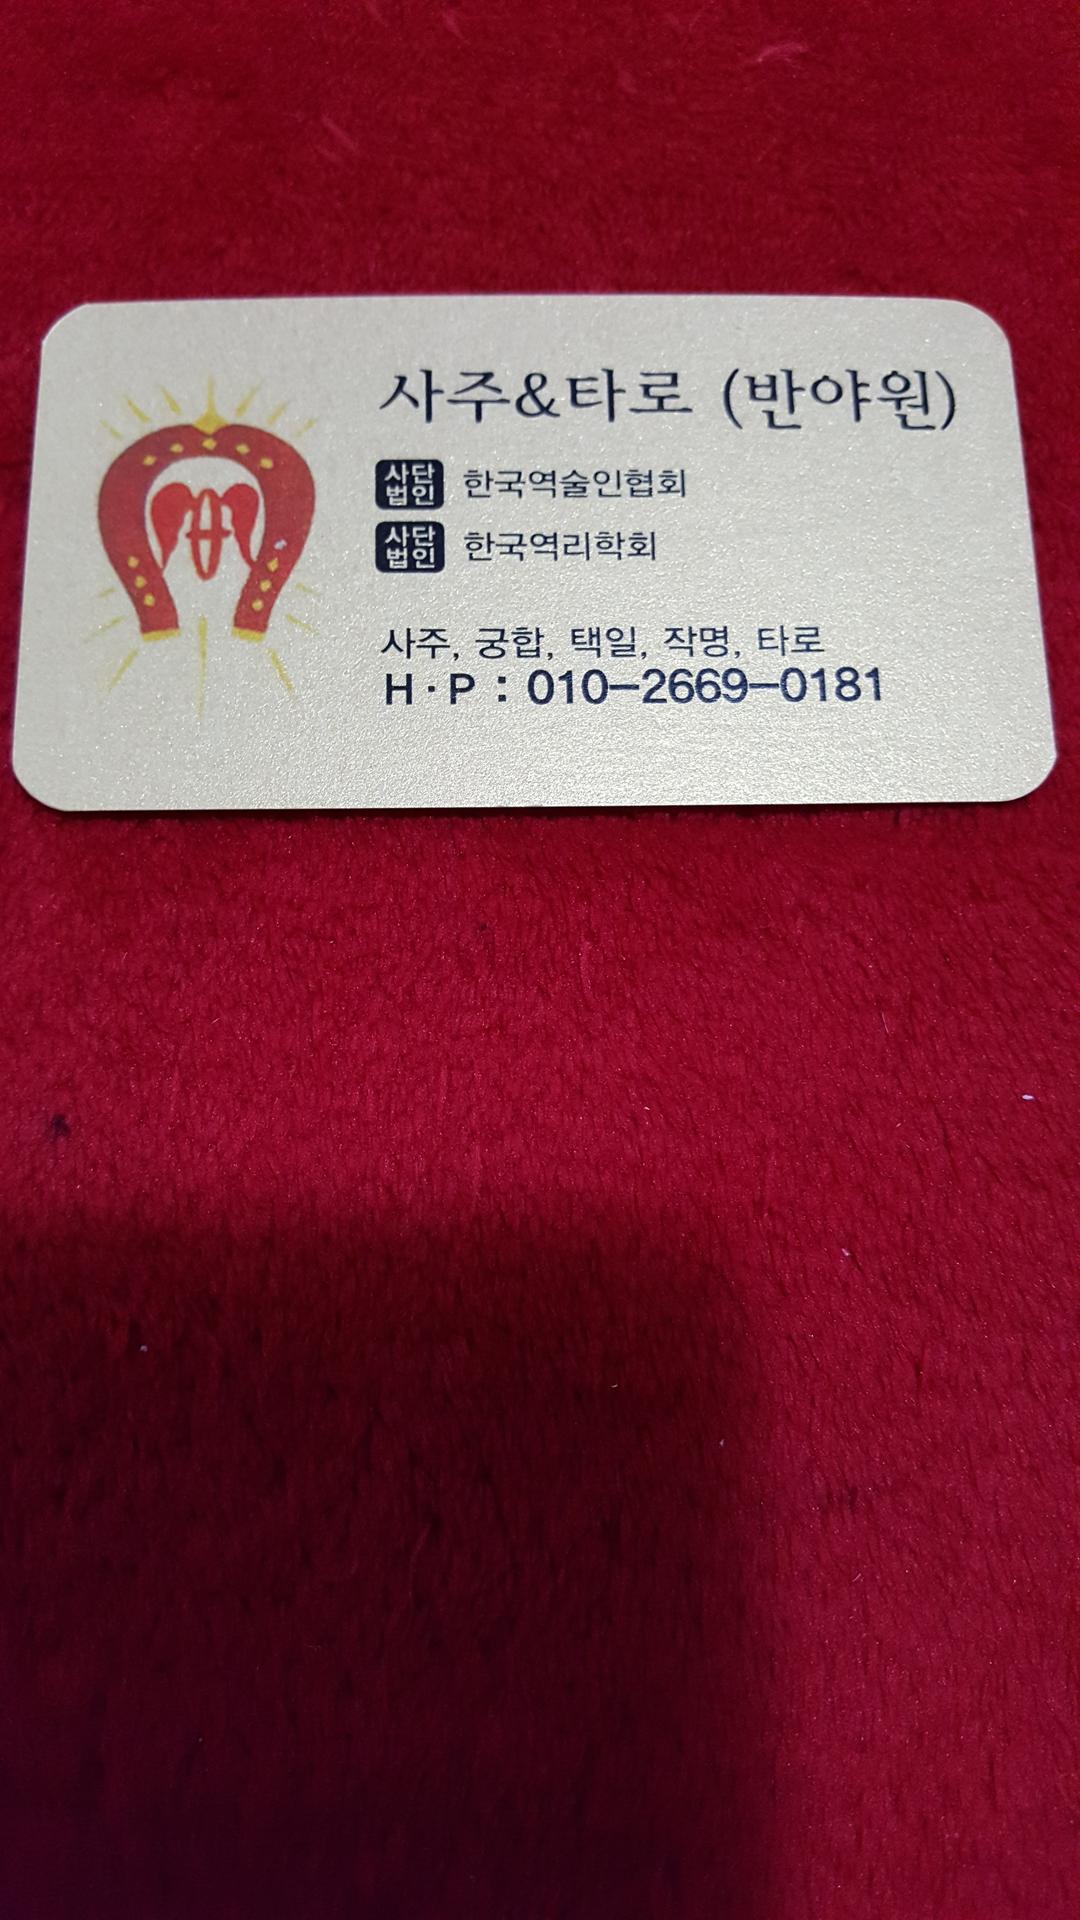 사주&타로 (반야원)
사단법인 한국역술인협회
사단법인 한국역리학회
사주, 궁합, 택일, 작명, 타로
H·P : 010-2669-0181